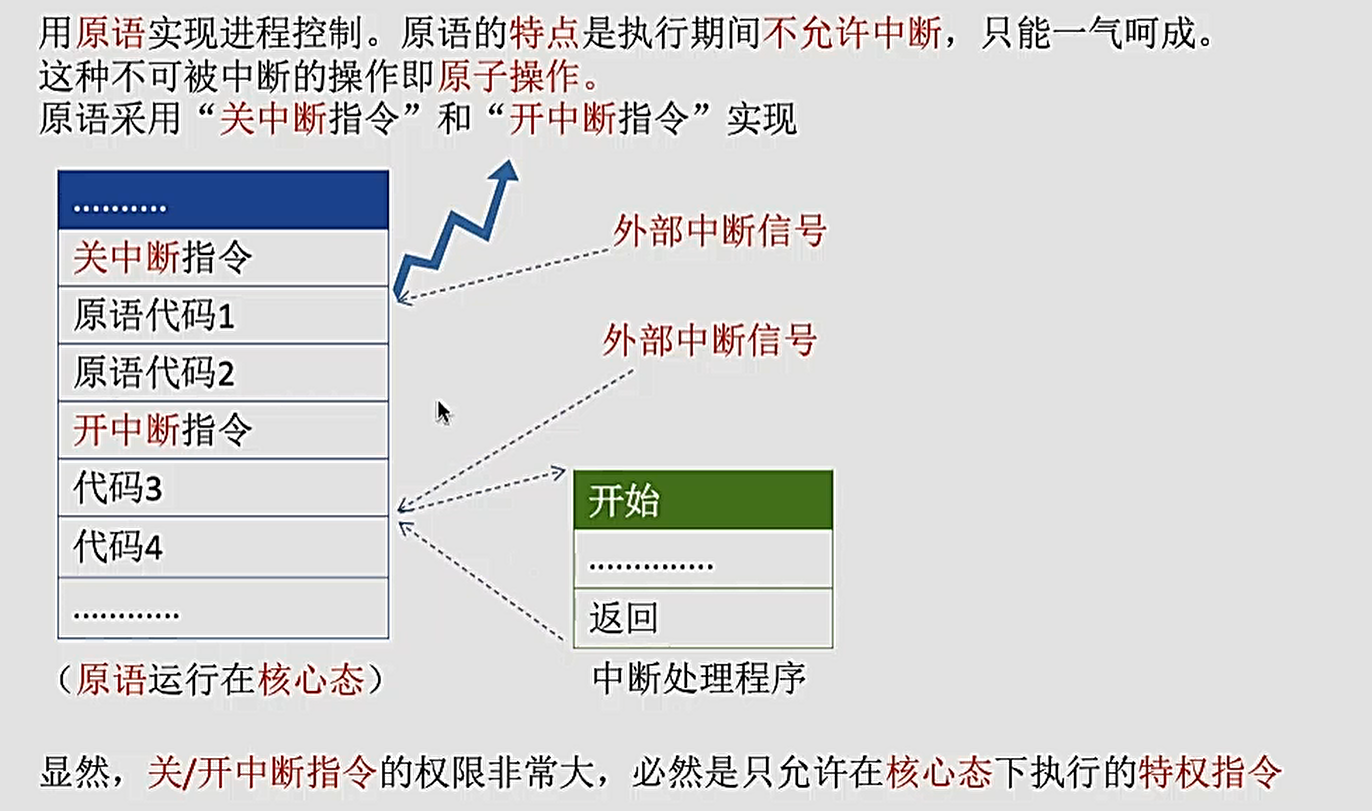 用原语实现进程控制。原语的特点是执行期间不允许中断，只能一气呵成。
这种不可被中断的操作即原子操作。
原语采用“关中断指令”和“开中断指令”实现
..........
关中断指令
原语代码1
原语代码2
开中断指令
代码3
代码4
............
（原语运行在核心态）
外部中断信号
外部中断信号
开始
..............
返回
中断处理程序
显然，关/开中断指令的权限非常大，必然是只允许在核心态下执行的特权指令